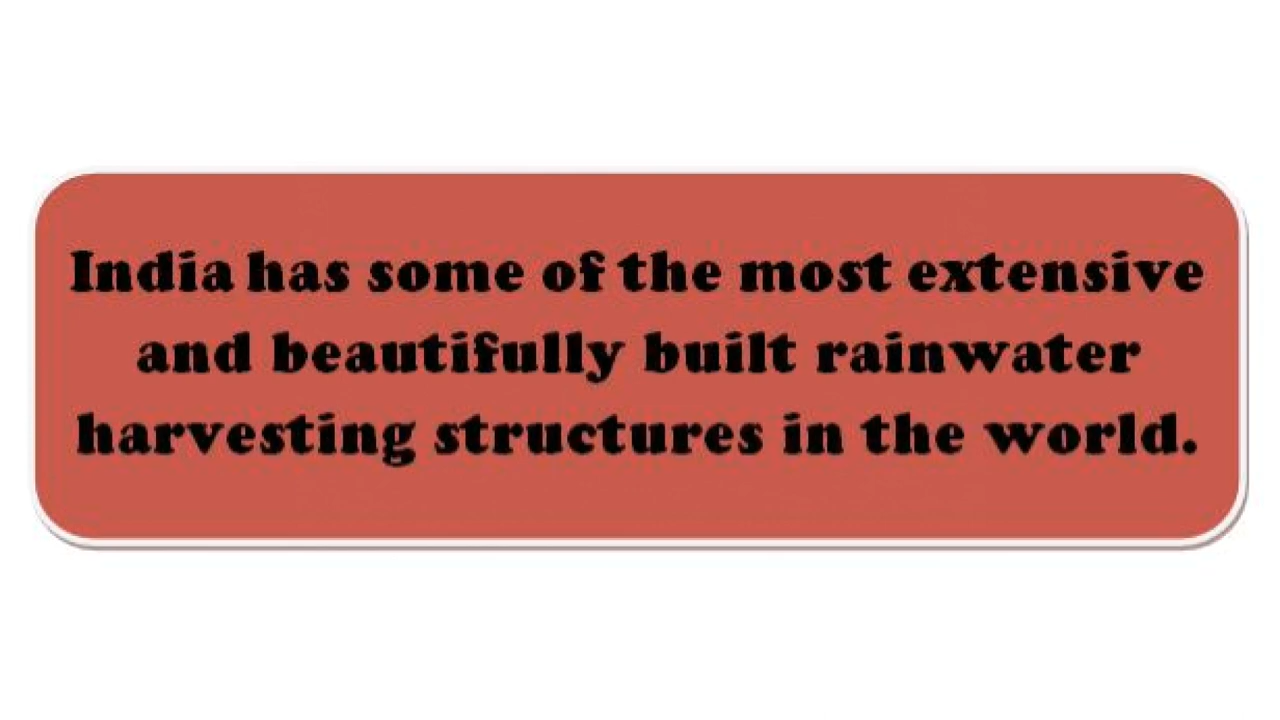 India has some of the most extensive
and beautifully built rainwater
harvesting structures in the world.